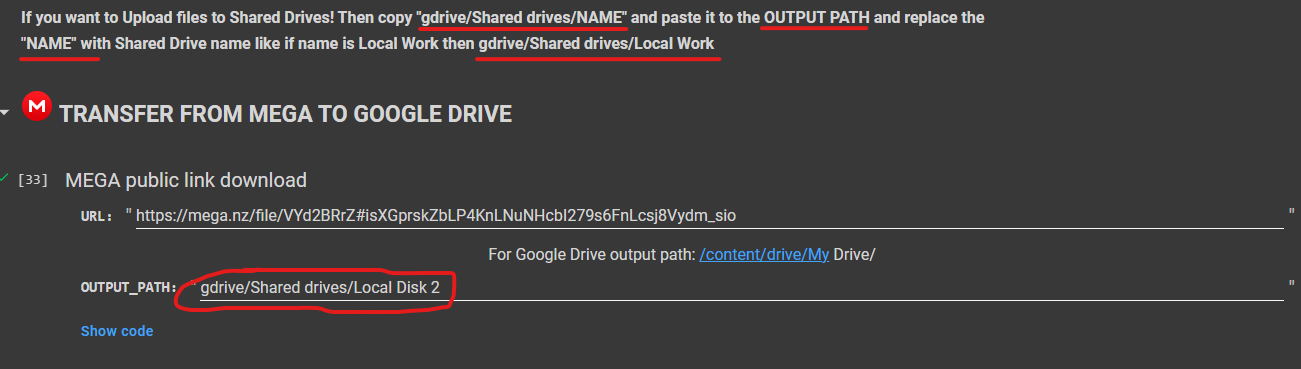 If you want to Upload files to Shared Drives! Then copy "gdrive/Shared drives/NAME" and paste it to the OUTPUT PATH and replace the
"NAME" with Shared Drive name like if name is Local Work then gdrive/Shared drives/Local Work
M TRANSFER FROM MEGA TO GOOGLE DRIVE
[33] MEGA public link download
URL: "https://mega.nz/file/VYd2BRrZ#isXGprskZbLP4KnLNuNHcbI279s6FnLcsj8Vydm_sio"
For Google Drive output path: /content/drive/My Drive/
OUTPUT_PATH: "gdrive/Shared drives/Local Disk 2"
Show code